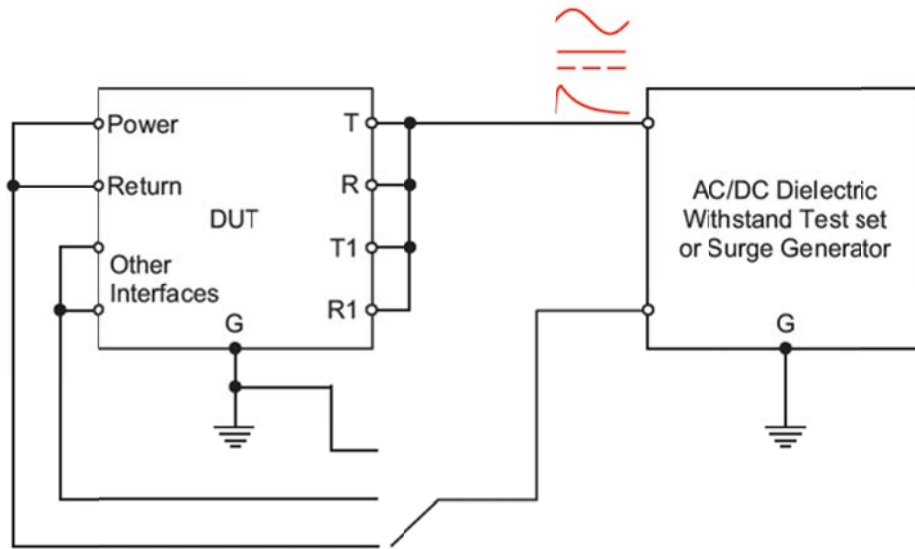 Power
Return
Other
Interfaces
DUT
T
R
T1
R1
G
AC/DC Dielectric
Withstand Test set
or Surge Generator
G